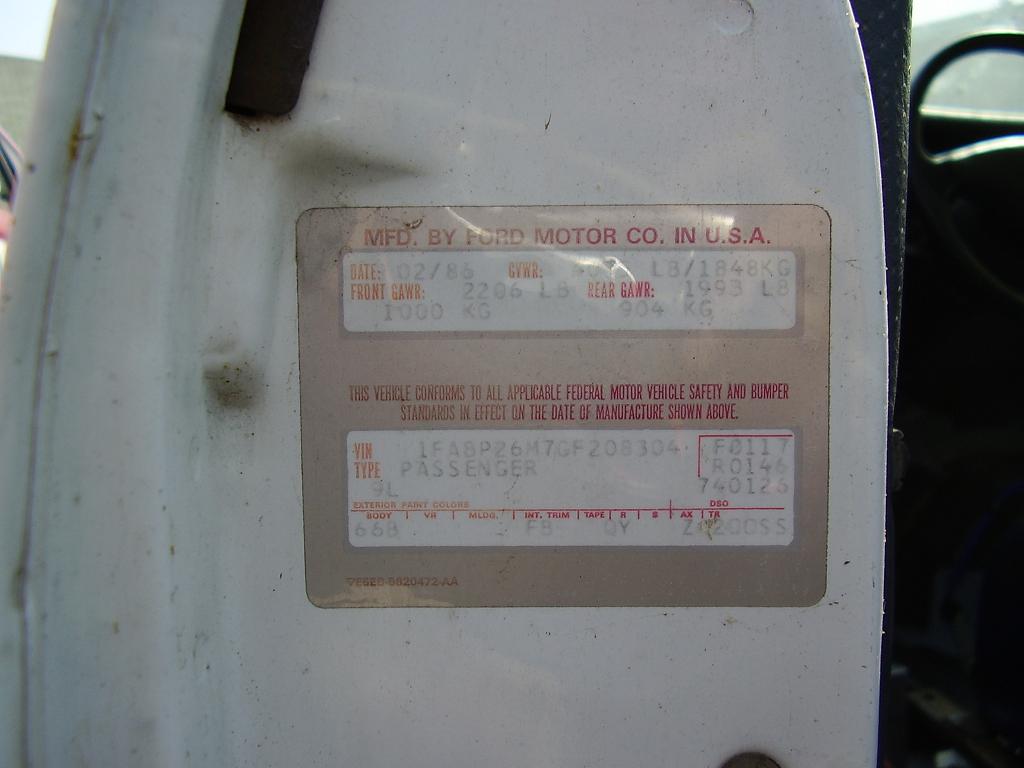 MFD. BY FORD MOTOR CO. IN U.S.A.
DATE: 02/86 GVWR: LB/1848KG
FRONT GAWR: 2206 LB REAR GAWR: 1993 LB
1000 KG 904 KG
THIS VEHICLE CONFORMS TO ALL APPLICABLE FEDERAL MOTOR VEHICLE SAFETY AND BUMPER
STANDARDS IN EFFECT ON THE DATE OF MANUFACTURE SHOWN ABOVE.
VIN 1FABP26M7GF208304 F0117
TYPE PASSENGER R0146
9L 740126
EXTERIOR PAINT COLORS DSO
BODY VR MLDG. INT. TRIM TAPE R S AX TR
66B FB QY